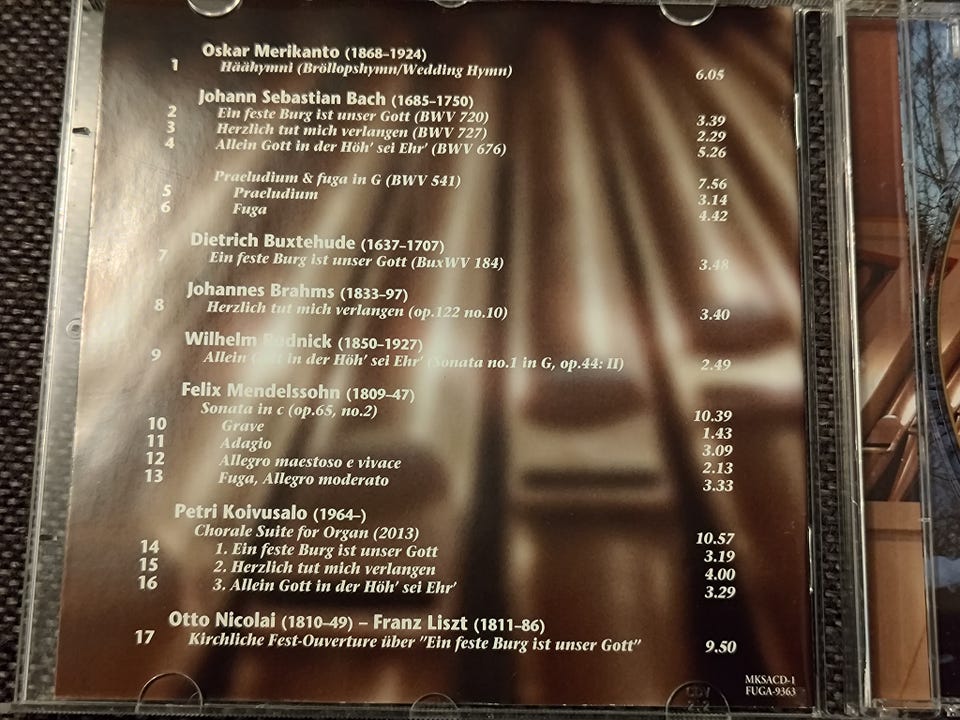 Oskar Merikanto (1868–1924)
1 Häähymni (Bröllopshymn/Wedding Hymn) 6.05
Johann Sebastian Bach (1685–1750)
2 Ein feste Burg ist unser Gott (BWV 720) 3.39
3 Herzlich tut mich verlangen (BWV 727) 2.29
4 Allein Gott in der Höh' sei Ehr' (BWV 676) 5.26
Praeludium & fuga in G (BWV 541) 7.56
5 Praeludium 3.14
6 Fuga 4.42
Dietrich Buxtehude (1637–1707)
7 Ein feste Burg ist unser Gott (BuxWV 184) 3.48
Johannes Brahms (1833–97)
8 Herzlich tut mich verlangen (op.122 no.10) 3.40
Wilhelm Rudnick (1850–1927)
9 Allein Gott in der Höh' sei Ehr' (Sonata no.1 in G, op.44: II) 2.49
Felix Mendelssohn (1809–47)
Sonata in c (op.65, no.2) 10.39
10 Grave 1.43
11 Adagio 3.09
12 Allegro maestoso e vivace 2.13
13 Fuga, Allegro moderato 3.33
Petri Koivusalo (1964–)
Chorale Suite for Organ (2013) 10.57
14 1. Ein feste Burg ist unser Gott 3.19
15 2. Herzlich tut mich verlangen 4.00
16 3. Allein Gott in der Höh' sei Ehr' 3.29
Otto Nicolai (1810–49) – Franz Liszt (1811–86)
17 Kirchliche Fest-Ouverture über "Ein feste Burg ist unser Gott" 9.50
MKSACD-1
FUGA-9363